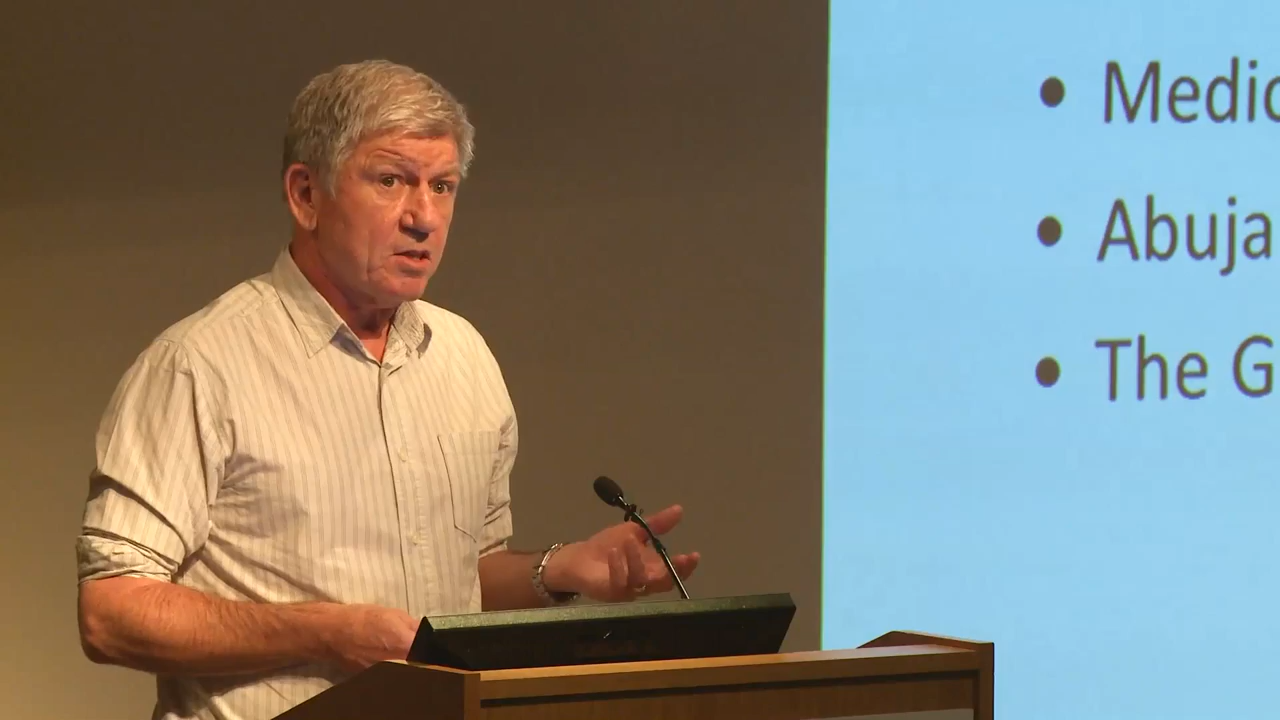 • Medic
• Abuja
• The G